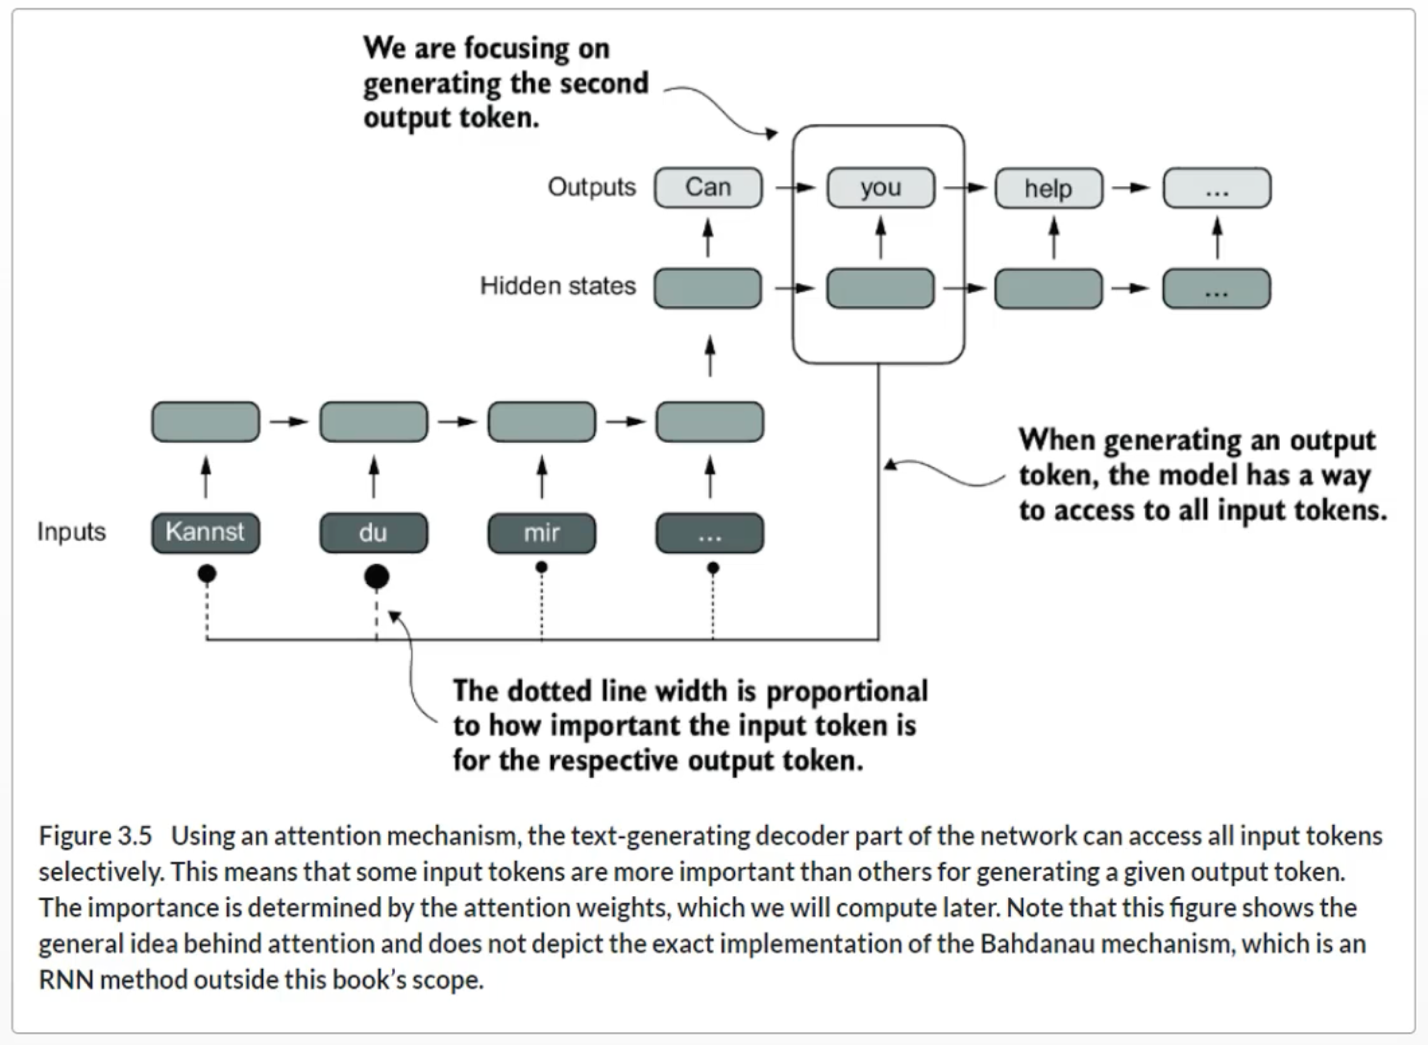 We are focusing on
generating the second
output token.
Outputs
Can
you
help
...
Hidden states
...
When generating an output
token, the model has a way
to access to all input tokens.
Inputs
Kannst
du
mir
...
The dotted line width is proportional
to how important the input token is
for the respective output token.
Figure 3.5 Using an attention mechanism, the text-generating decoder part of the network can access all input tokens
selectively. This means that some input tokens are more important than others for generating a given output token.
The importance is determined by the attention weights, which we will compute later. Note that this figure shows the
general idea behind attention and does not depict the exact implementation of the Bahdanau mechanism, which is an
RNN method outside this book’s scope.